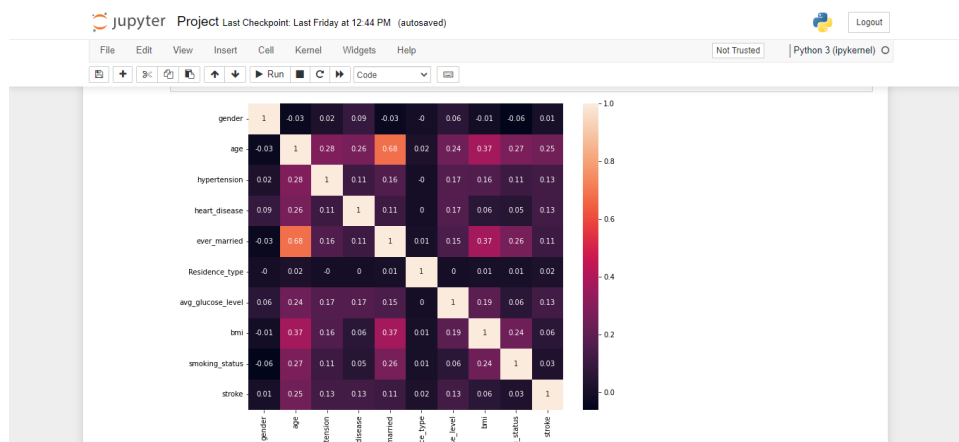 jupyter Project Last Checkpoint: Last Friday at 12:44 PM (autosaved) Logout
File Edit View Insert Cell Kernel Widgets Help Not Trusted Python 3 (ipykernel)
Run Code
1.0
gender 1 -0.03 0.02 0.09 -0.03 -0 0.06 -0.01 -0.06 0.01
age -0.03 1 0.28 0.26 0.68 0.02 0.24 0.37 0.27 0.25
0.8
hypertension 0.02 0.28 1 0.11 0.16 -0 0.17 0.16 0.11 0.13
heart_disease 0.09 0.26 0.11 1 0.11 0 0.17 0.06 0.05 0.13
0.6
ever_married -0.03 0.68 0.16 0.11 1 0.01 0.15 0.37 0.26 0.11
Residence_type -0 0.02 -0 0 0.01 1 0 0.01 0.01 0.02
0.4
avg_glucose_level 0.06 0.24 0.17 0.17 0.15 0 1 0.19 0.06 0.13
bmi -0.01 0.37 0.16 0.06 0.37 0.01 0.19 1 0.24 0.06
0.2
smoking_status -0.06 0.27 0.11 0.05 0.26 0.01 0.06 0.24 1 0.03
stroke 0.01 0.25 0.13 0.13 0.11 0.02 0.13 0.06 0.03 1
0.0
gender
age
tension
disease
married
ce_type
e_level
bmi
_status
stroke